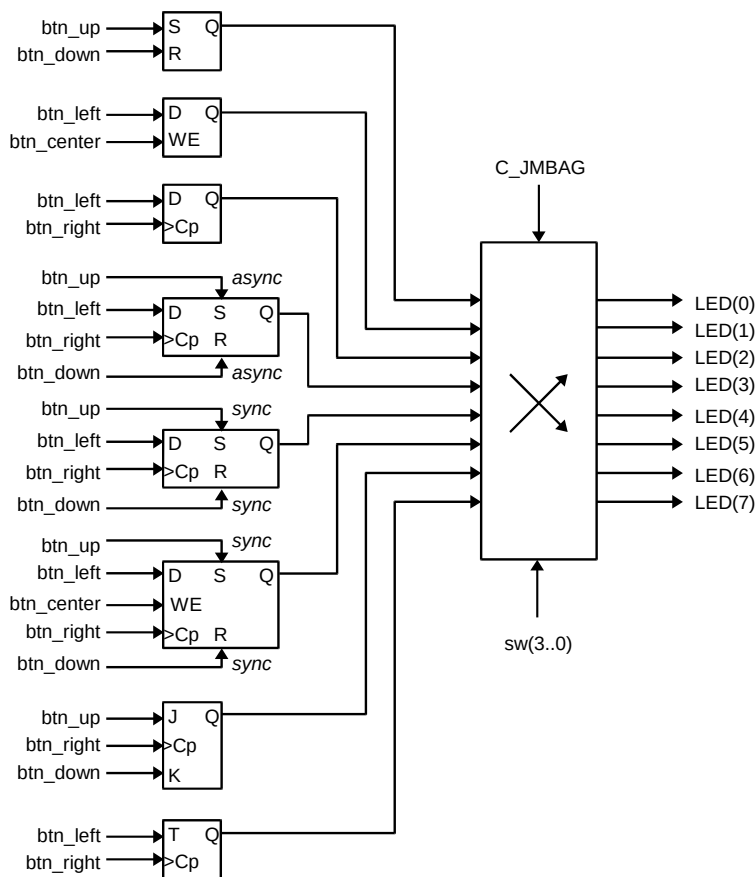 btn_up S Q
btn_down R
btn_left D Q
btn_center WE
btn_left D Q
btn_right >Cp
btn_up async
btn_left D S Q
btn_right >Cp R
btn_down async
btn_up sync
btn_left D S Q
btn_right >Cp R
btn_down sync
btn_up sync
btn_left D S Q
btn_center WE
btn_right >Cp R
btn_down sync
btn_up J Q
btn_right >Cp
btn_down K
btn_left T Q
btn_right >Cp
C_JMBAG
sw(3..0)
LED(0)
LED(1)
LED(2)
LED(3)
LED(4)
LED(5)
LED(6)
LED(7)